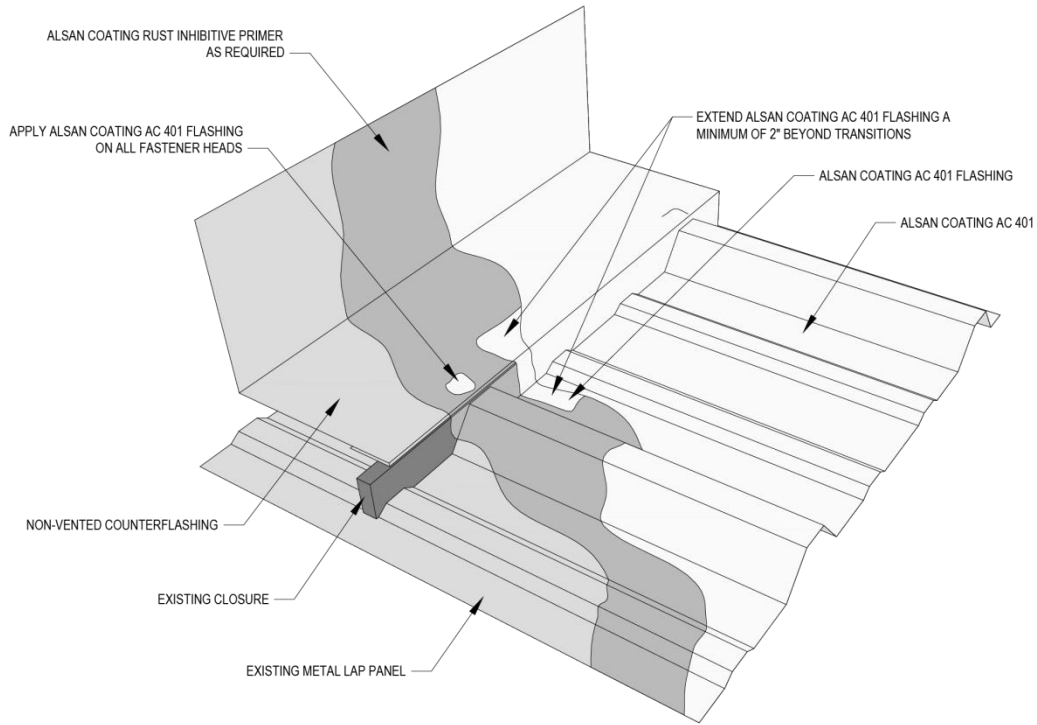 ALSAN COATING RUST INHIBITIVE PRIMER
AS REQUIRED
APPLY ALSAN COATING AC 401 FLASHING
ON ALL FASTENER HEADS
EXTEND ALSAN COATING AC 401 FLASHING A
MINIMUM OF 2" BEYOND TRANSITIONS
ALSAN COATING AC 401 FLASHING
ALSAN COATING AC 401
NON-VENTED COUNTERFLASHING
EXISTING CLOSURE
EXISTING METAL LAP PANEL